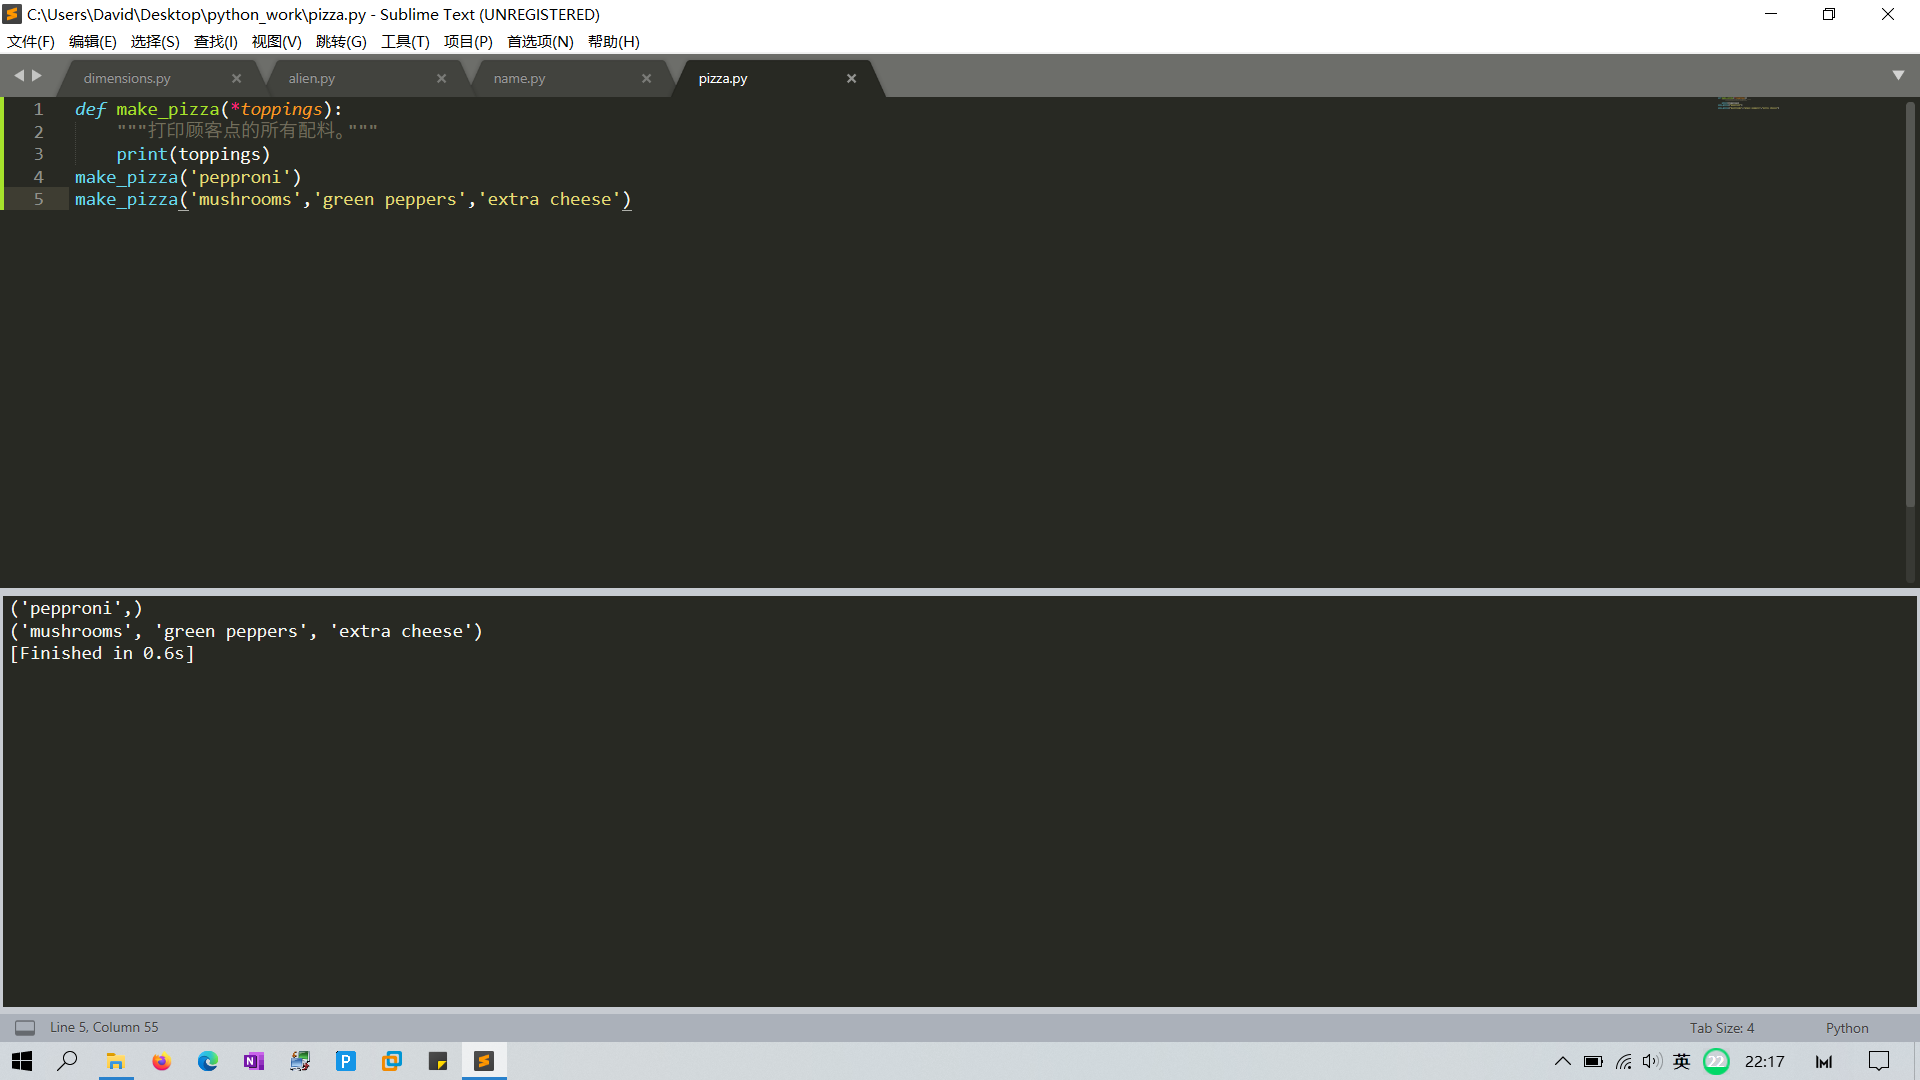 C:\Users\David\Desktop\python_work\pizza.py - Sublime Text (UNREGISTERED)
文件(F) 编辑(E) 选择(S) 查找(I) 视图(V) 跳转(G) 工具(T) 项目(P) 首选项(N) 帮助(H)
dimensions.py alien.py name.py pizza.py
1 def make_pizza(*toppings):
2 """打印顾客点的所有配料。"""
3 print(toppings)
4 make_pizza('pepproni')
5 make_pizza('mushrooms','green peppers','extra cheese')
('pepproni',)
('mushrooms', 'green peppers', 'extra cheese')
[Finished in 0.6s]
Line 5, Column 55 Tab Size: 4 Python
英 22 22:17